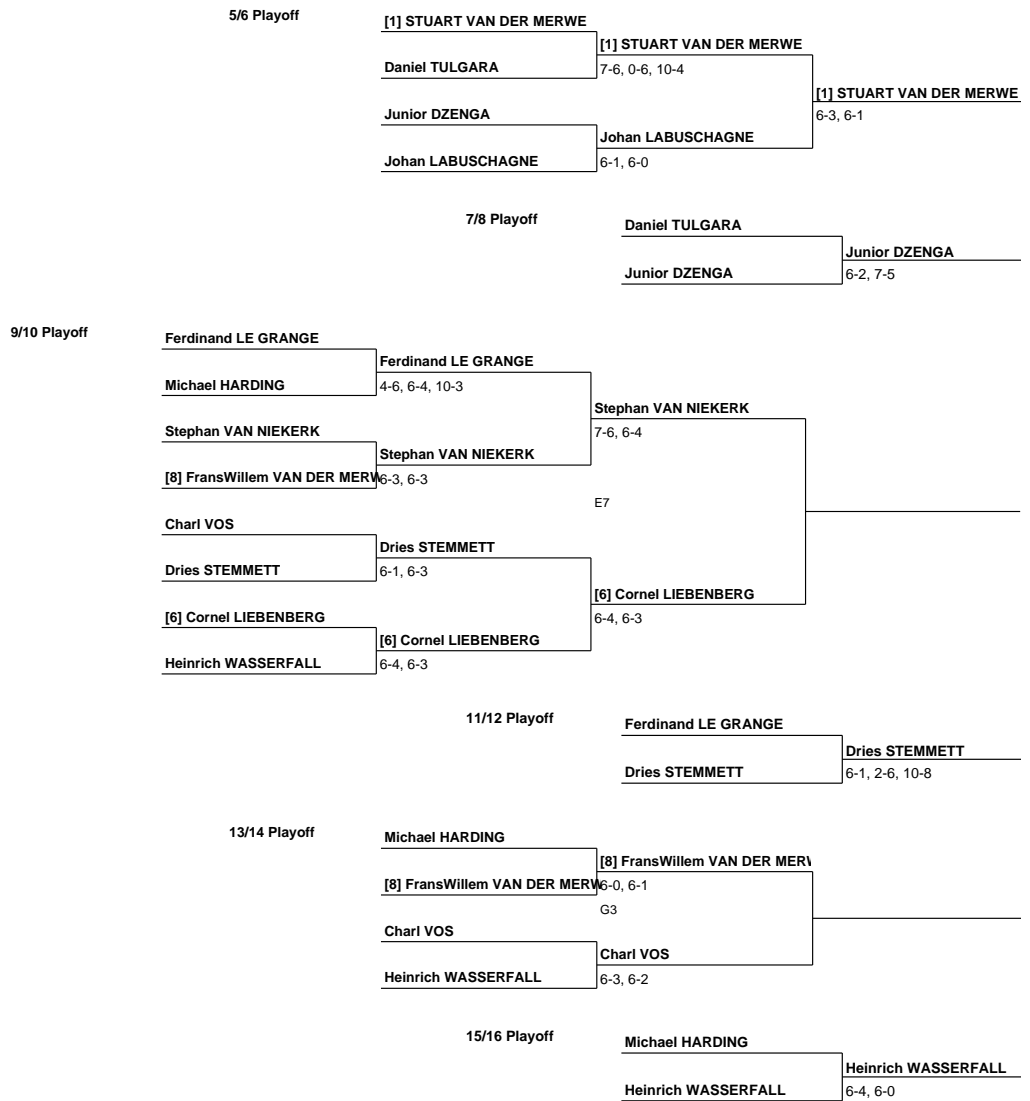 5/6 Playoff
[1] STUART VAN DER MERWE
[1] STUART VAN DER MERWE
Daniel TULGARA
7-6, 0-6, 10-4
[1] STUART VAN DER MERWE
Junior DZENGA
6-3, 6-1
Johan LABUSCHAGNE
Johan LABUSCHAGNE
6-1, 6-0
7/8 Playoff
Daniel TULGARA
Junior DZENGA
Junior DZENGA
6-2, 7-5
9/10 Playoff
Ferdinand LE GRANGE
Ferdinand LE GRANGE
Michael HARDING
4-6, 6-4, 10-3
Stephan VAN NIEKERK
Stephan VAN NIEKERK
7-6, 6-4
Stephan VAN NIEKERK
[8] FransWillem VAN DER MERW
6-3, 6-3
E7
Charl VOS
Dries STEMMETT
Dries STEMMETT
6-1, 6-3
[6] Cornel LIEBENBERG
[6] Cornel LIEBENBERG
6-4, 6-3
[6] Cornel LIEBENBERG
Heinrich WASSERFALL
6-4, 6-3
11/12 Playoff
Ferdinand LE GRANGE
Dries STEMMETT
Dries STEMMETT
6-1, 2-6, 10-8
13/14 Playoff
Michael HARDING
[8] FransWillem VAN DER MERW
[8] FransWillem VAN DER MERW
6-0, 6-1
G3
Charl VOS
Charl VOS
Heinrich WASSERFALL
6-3, 6-2
15/16 Playoff
Michael HARDING
Heinrich WASSERFALL
Heinrich WASSERFALL
6-4, 6-0